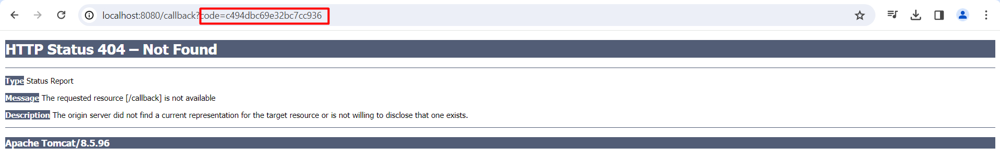 localhost:8080/callback?code=c494dbc69e32bc7cc936
HTTP Status 404 – Not Found
Type Status Report
Message The requested resource [/callback] is not available
Description The origin server did not find a current representation for the target resource or is not willing to disclose that one exists.
Apache Tomcat/8.5.96